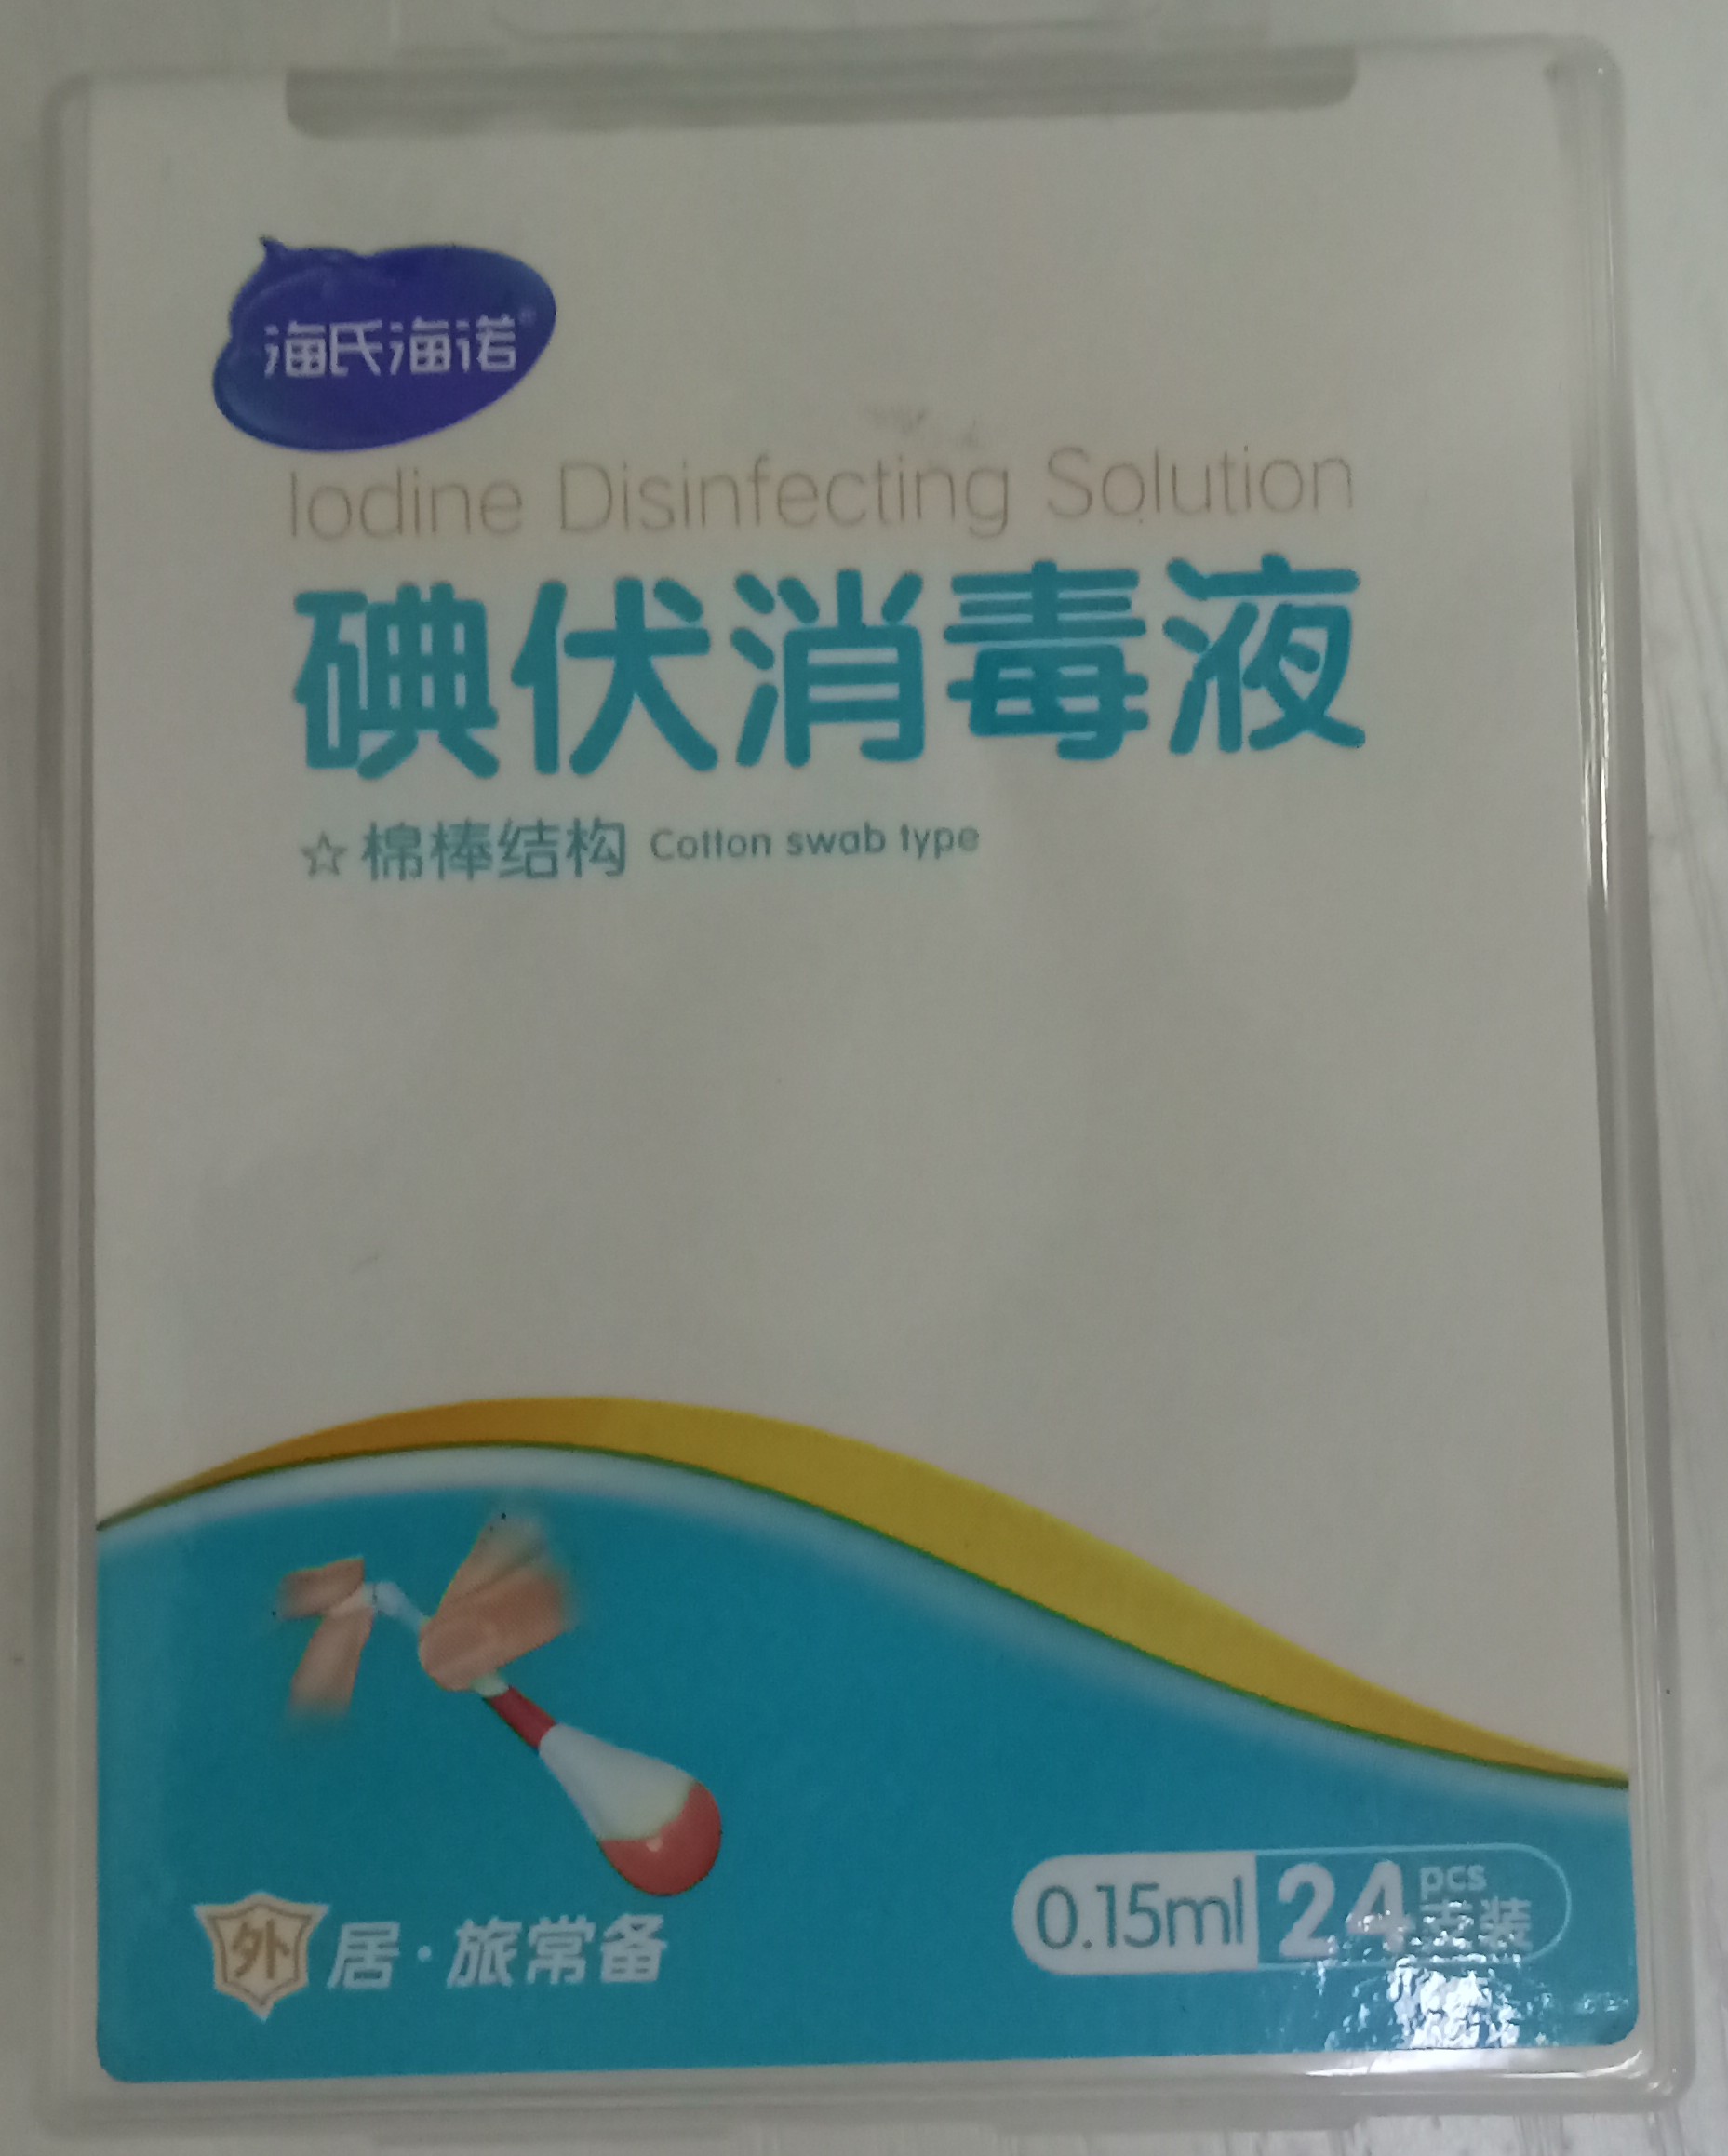 海氏海诺®
Iodine Disinfecting Solution
碘伏消毒液
☆棉棒结构 Cotton swab type
外 居·旅常备
0.15ml 24 pcs 支装